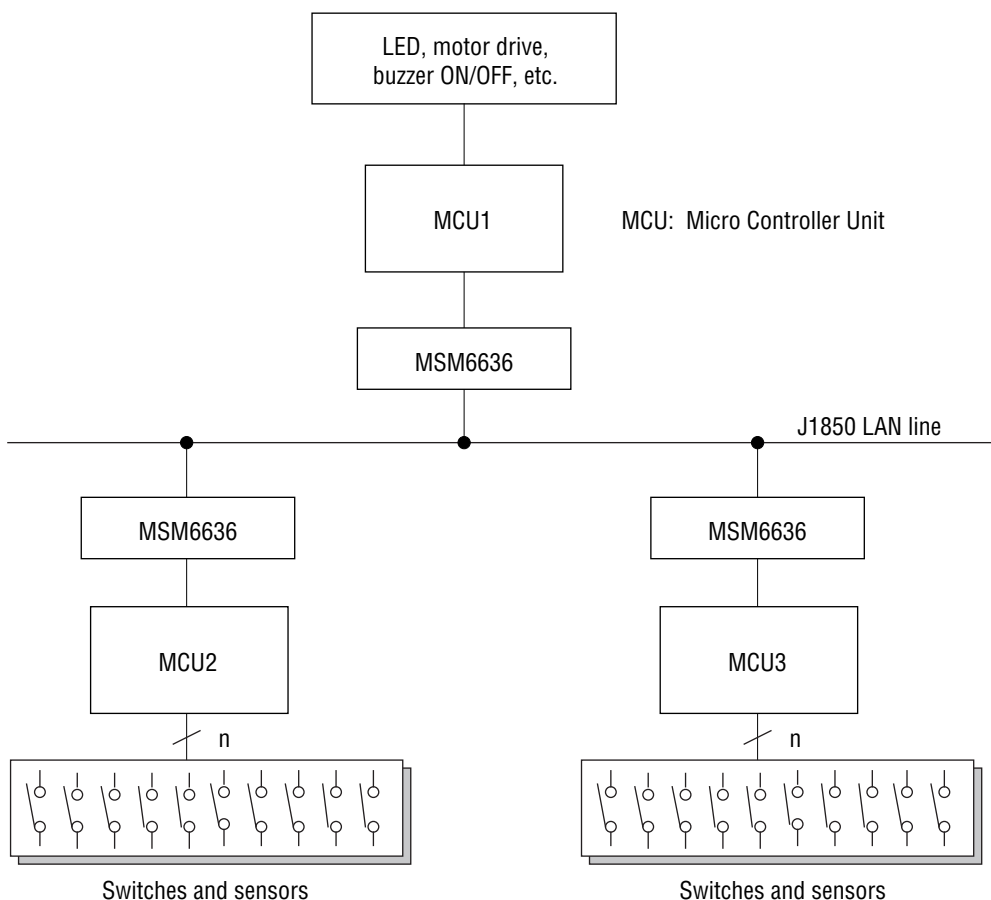 LED, motor drive,
buzzer ON/OFF, etc.
MCU1
MCU: Micro Controller Unit
MSM6636
J1850 LAN line
MSM6636
MSM6636
MCU2
MCU3
n
n
Switches and sensors
Switches and sensors